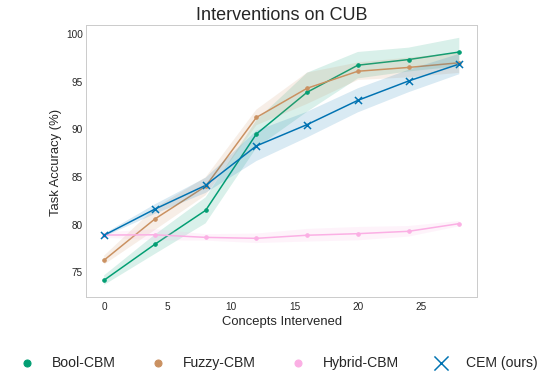 Interventions on CUB
100
95
90
85
80
75
Task Accuracy (%)
0 5 10 15 20 25
Concepts Intervened
Bool-CBM Fuzzy-CBM Hybrid-CBM CEM (ours)